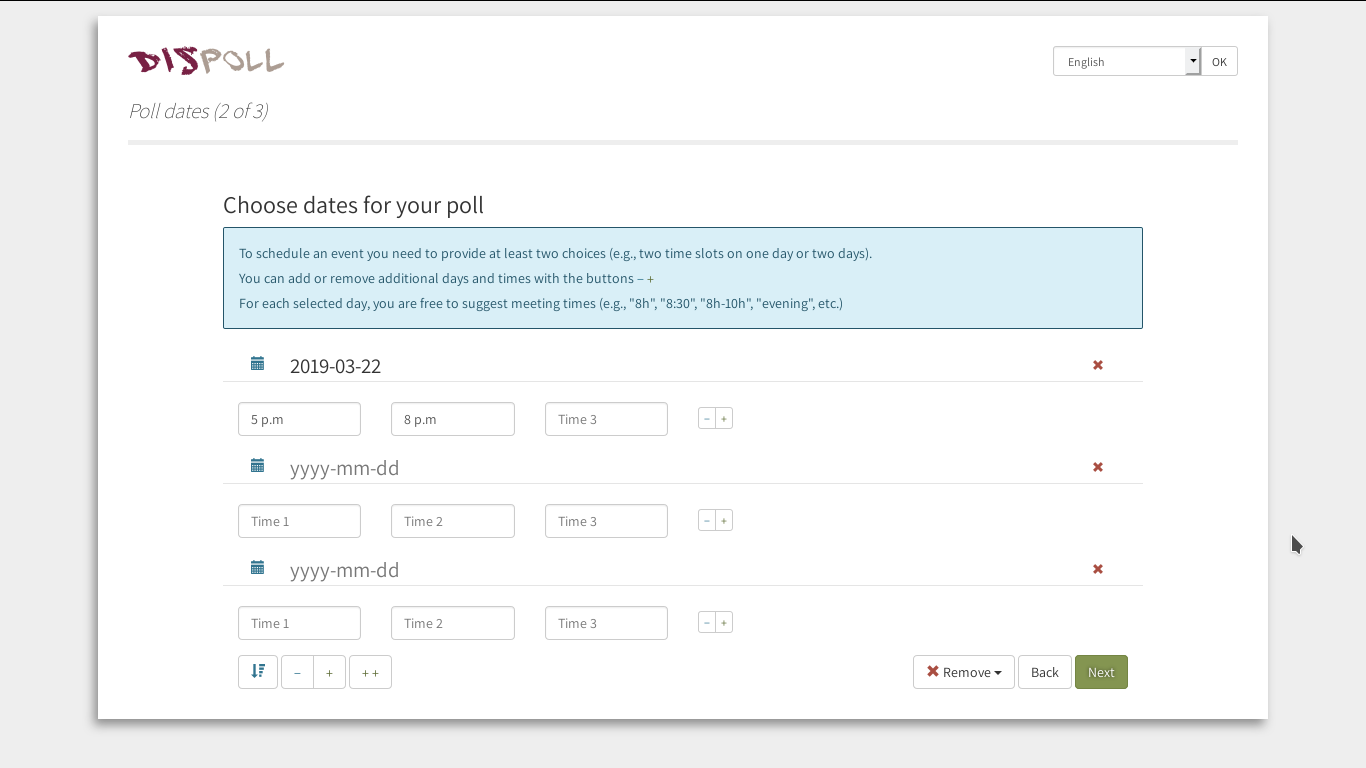 DISPOLL
English
OK
Poll dates (2 of 3)
Choose dates for your poll
To schedule an event you need to provide at least two choices (e.g., two time slots on one day or two days).
You can add or remove additional days and times with the buttons – +
For each selected day, you are free to suggest meeting times (e.g., "8h", "8:30", "8h-10h", "evening", etc.)
2019-03-22
5 p.m 8 p.m Time 3 – +
yyyy-mm-dd
Time 1 Time 2 Time 3 – +
yyyy-mm-dd
Time 1 Time 2 Time 3 – +
– + + + Remove Back Next